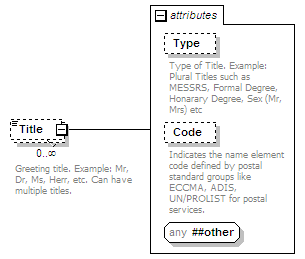 attributes
Type
Type of Title. Example:
Plural Titles such as
MESSRS, Formal Degree,
Honarary Degree, Sex (Mr,
Mrs) etc
Title
0..∞
Greeting title. Example: Mr,
Dr, Ms, Herr, etc. Can have
multiple titles.
Code
Indicates the name element
code defined by postal
standard groups like
ECCMA, ADIS,
UN/PROLIST for postal
services.
any ##other